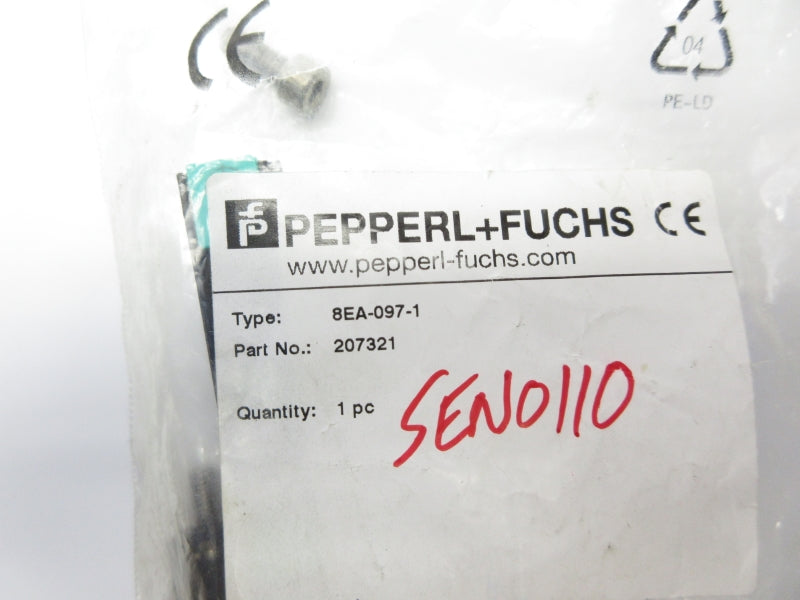 CE
04
PE-LD
PEPPERL+FUCHS CE
www.pepperl-fuchs.com
Type: 8EA-097-1
Part No.: 207321
Quantity: 1 pc
SEN0110